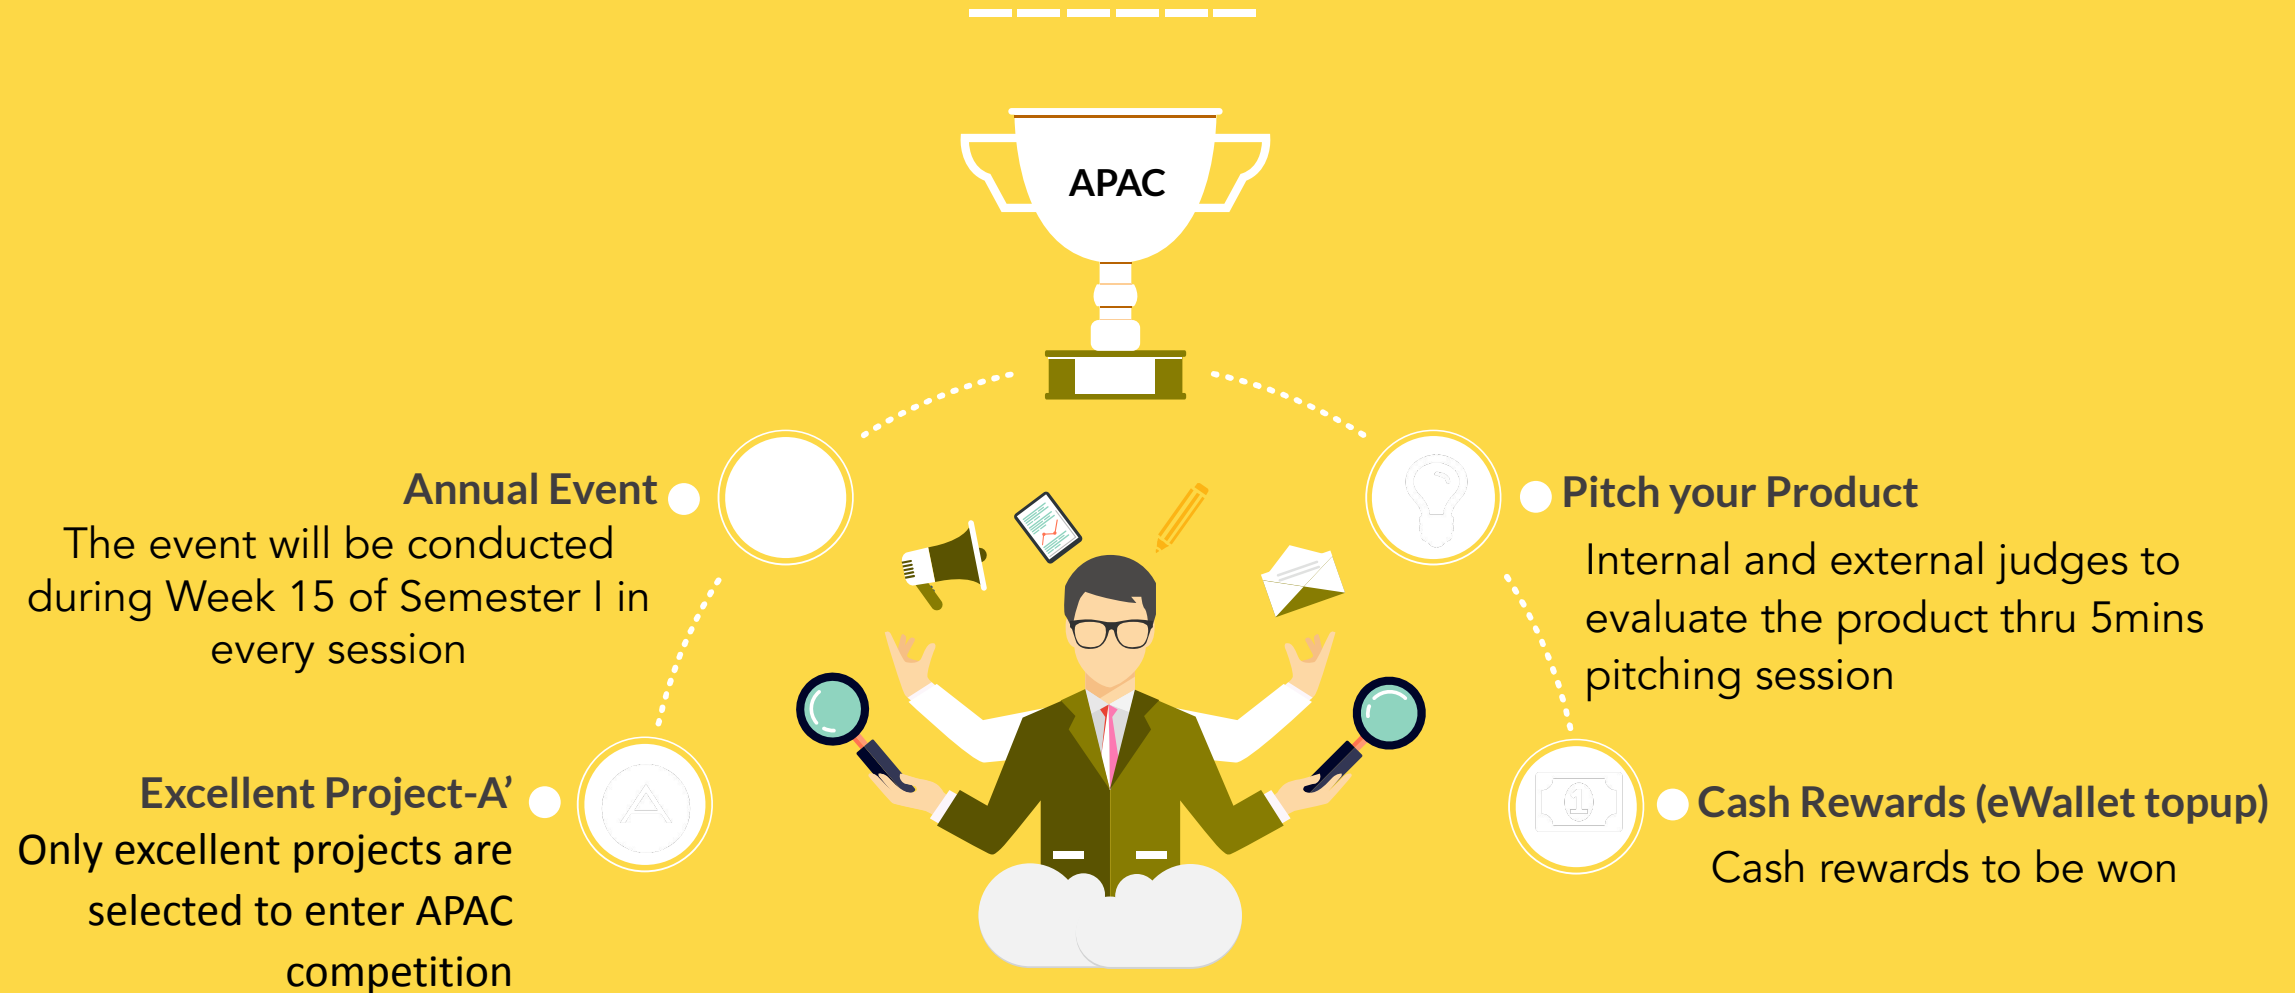 APAC
Annual Event
The event will be conducted
during Week 15 of Semester I in
every session
Excellent Project-A’
Only excellent projects are
selected to enter APAC
competition
Pitch your Product
Internal and external judges to
evaluate the product thru 5mins
pitching session
Cash Rewards (eWallet topup)
Cash rewards to be won